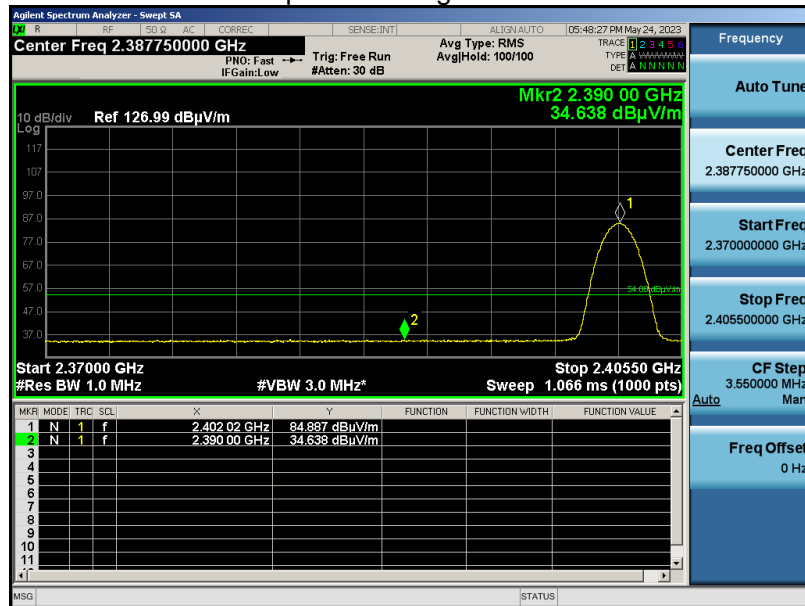 Agilent Spectrum Analyzer - Swept SA
R RF 50 Ω AC CORREC SENSE:INT ALIGN AUTO 05:48:27 PM May 24, 2023
Center Freq 2.387750000 GHz
PNO: Fast
IFGain:Low
Trig: Free Run
#Atten: 30 dB
Avg Type: RMS
Avg|Hold: 100/100
TRACE 1 2 3 4 5 6
TYPE A
DET A N N N N N
Mkr2 2.390 00 GHz
34.638 dBµV/m
10 dB/div Ref 126.99 dBµV/m
Log
117
107
97.0
87.0
77.0
67.0
57.0
47.0
37.0
1
2
54.00 dBµV/m
Start 2.37000 GHz Stop 2.40550 GHz
#Res BW 1.0 MHz #VBW 3.0 MHz* Sweep 1.066 ms (1000 pts)
MKR MODE TRC SCL X Y FUNCTION FUNCTION WIDTH FUNCTION VALUE
1 N 1 f 2.402 02 GHz 84.887 dBµV/m
2 N 1 f 2.390 00 GHz 34.638 dBµV/m
3
4
5
6
7
8
9
10
11
MSG STATUS
Frequency
Auto Tune
Center Freq
2.387750000 GHz
Start Freq
2.370000000 GHz
Stop Freq
2.405500000 GHz
CF Step
3.550000 MHz
Auto Man
Freq Offset
0 Hz